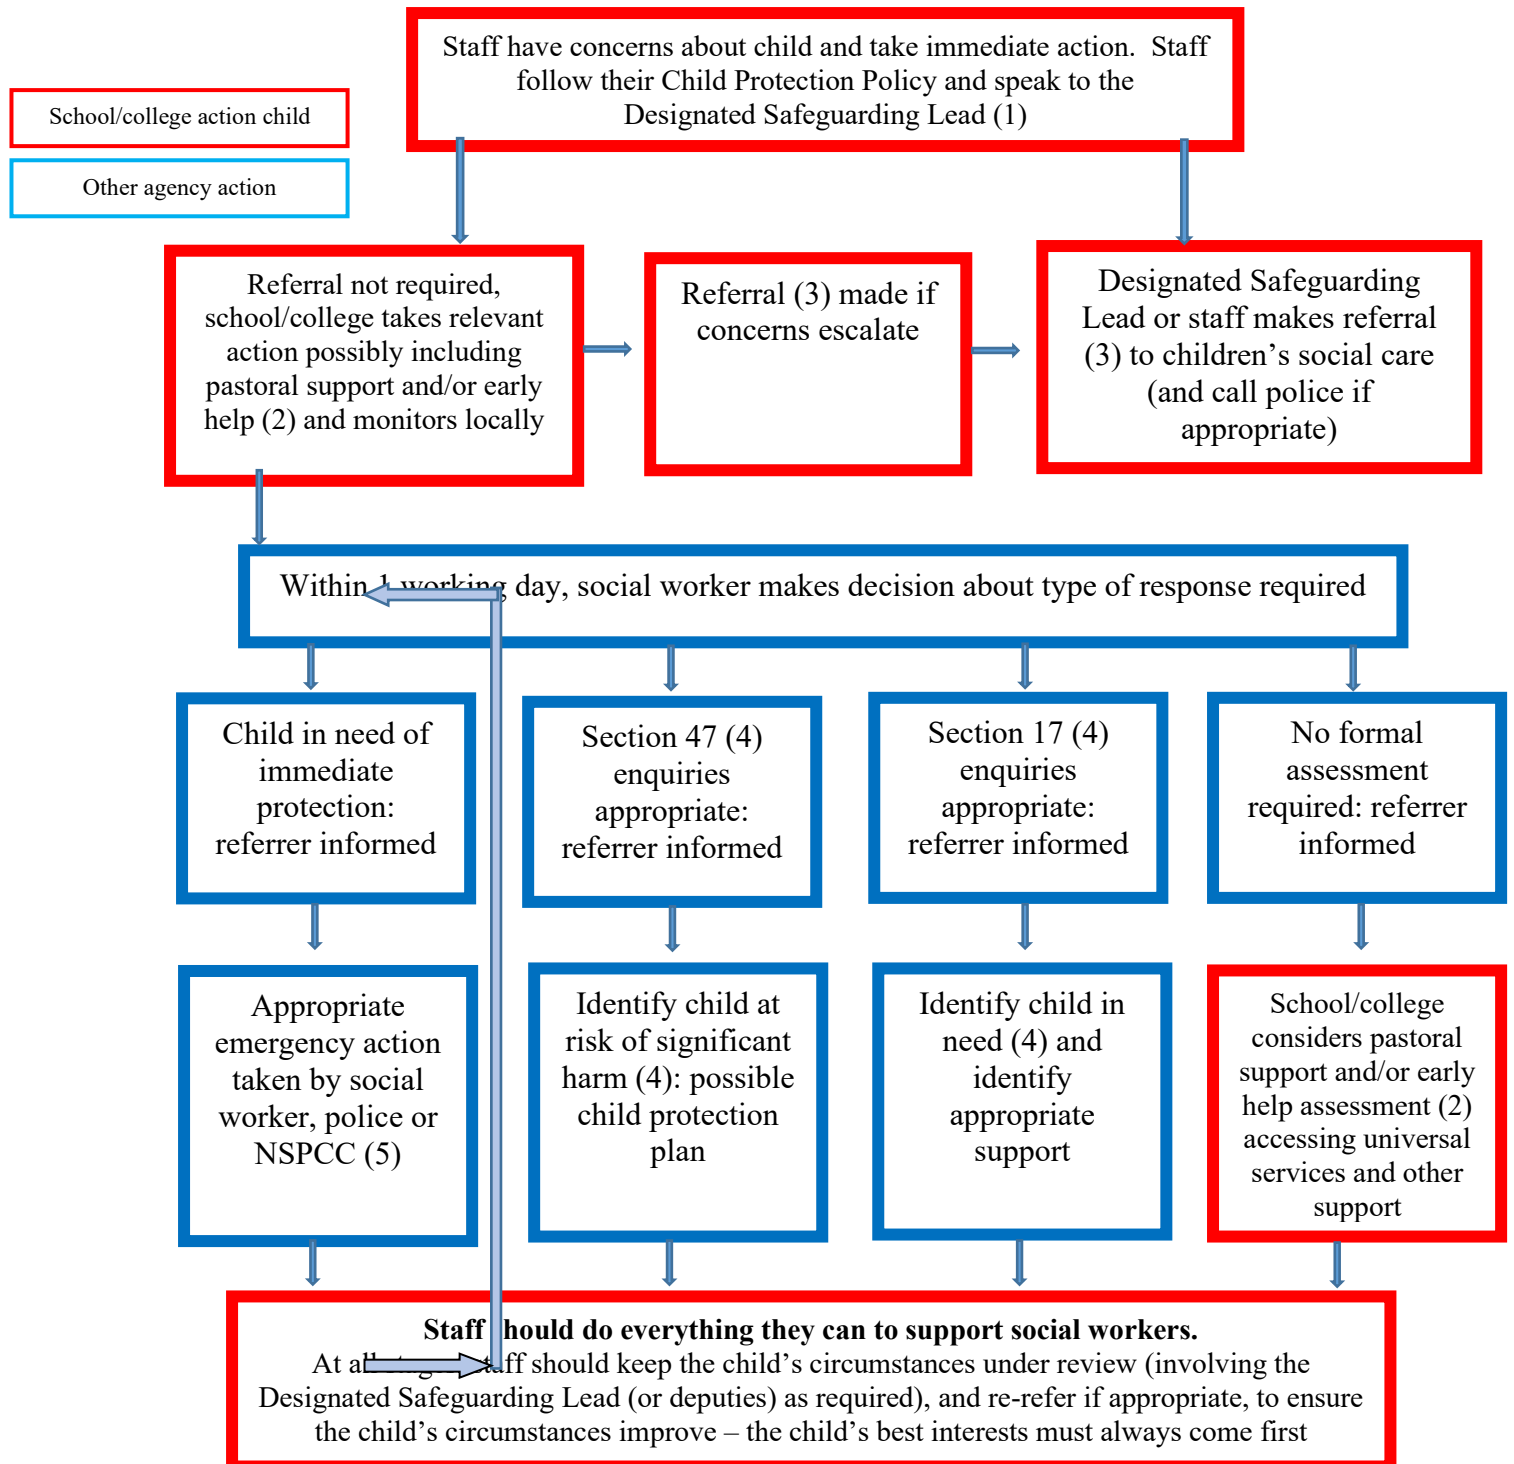 Staff have concerns about child and take immediate action. Staff
follow their Child Protection Policy and speak to the
Designated Safeguarding Lead (1)
School/college action child
Other agency action
Referral not required,
school/college takes relevant
action possibly including
pastoral support and/or early
help (2) and monitors locally
Referral (3) made if
concerns escalate
Designated Safeguarding
Lead or staff makes referral
(3) to children’s social care
(and call police if
appropriate)
Within 1 working day, social worker makes decision about type of response required
Child in need of
immediate
protection:
referrer informed
Section 47 (4)
enquiries
appropriate:
referrer informed
Section 17 (4)
enquiries
appropriate:
referrer informed
No formal
assessment
required: referrer
informed
Appropriate
emergency action
taken by social
worker, police or
NSPCC (5)
Identify child at
risk of significant
harm (4): possible
child protection
plan
Identify child in
need (4) and
identify
appropriate
support
School/college
considers pastoral
support and/or early
help assessment (2)
accessing universal
services and other
support
Staff should do everything they can to support social workers.
At all staff should keep the child’s circumstances under review (involving the
Designated Safeguarding Lead (or deputies) as required), and re-refer if appropriate, to ensure
the child’s circumstances improve – the child’s best interests must always come first